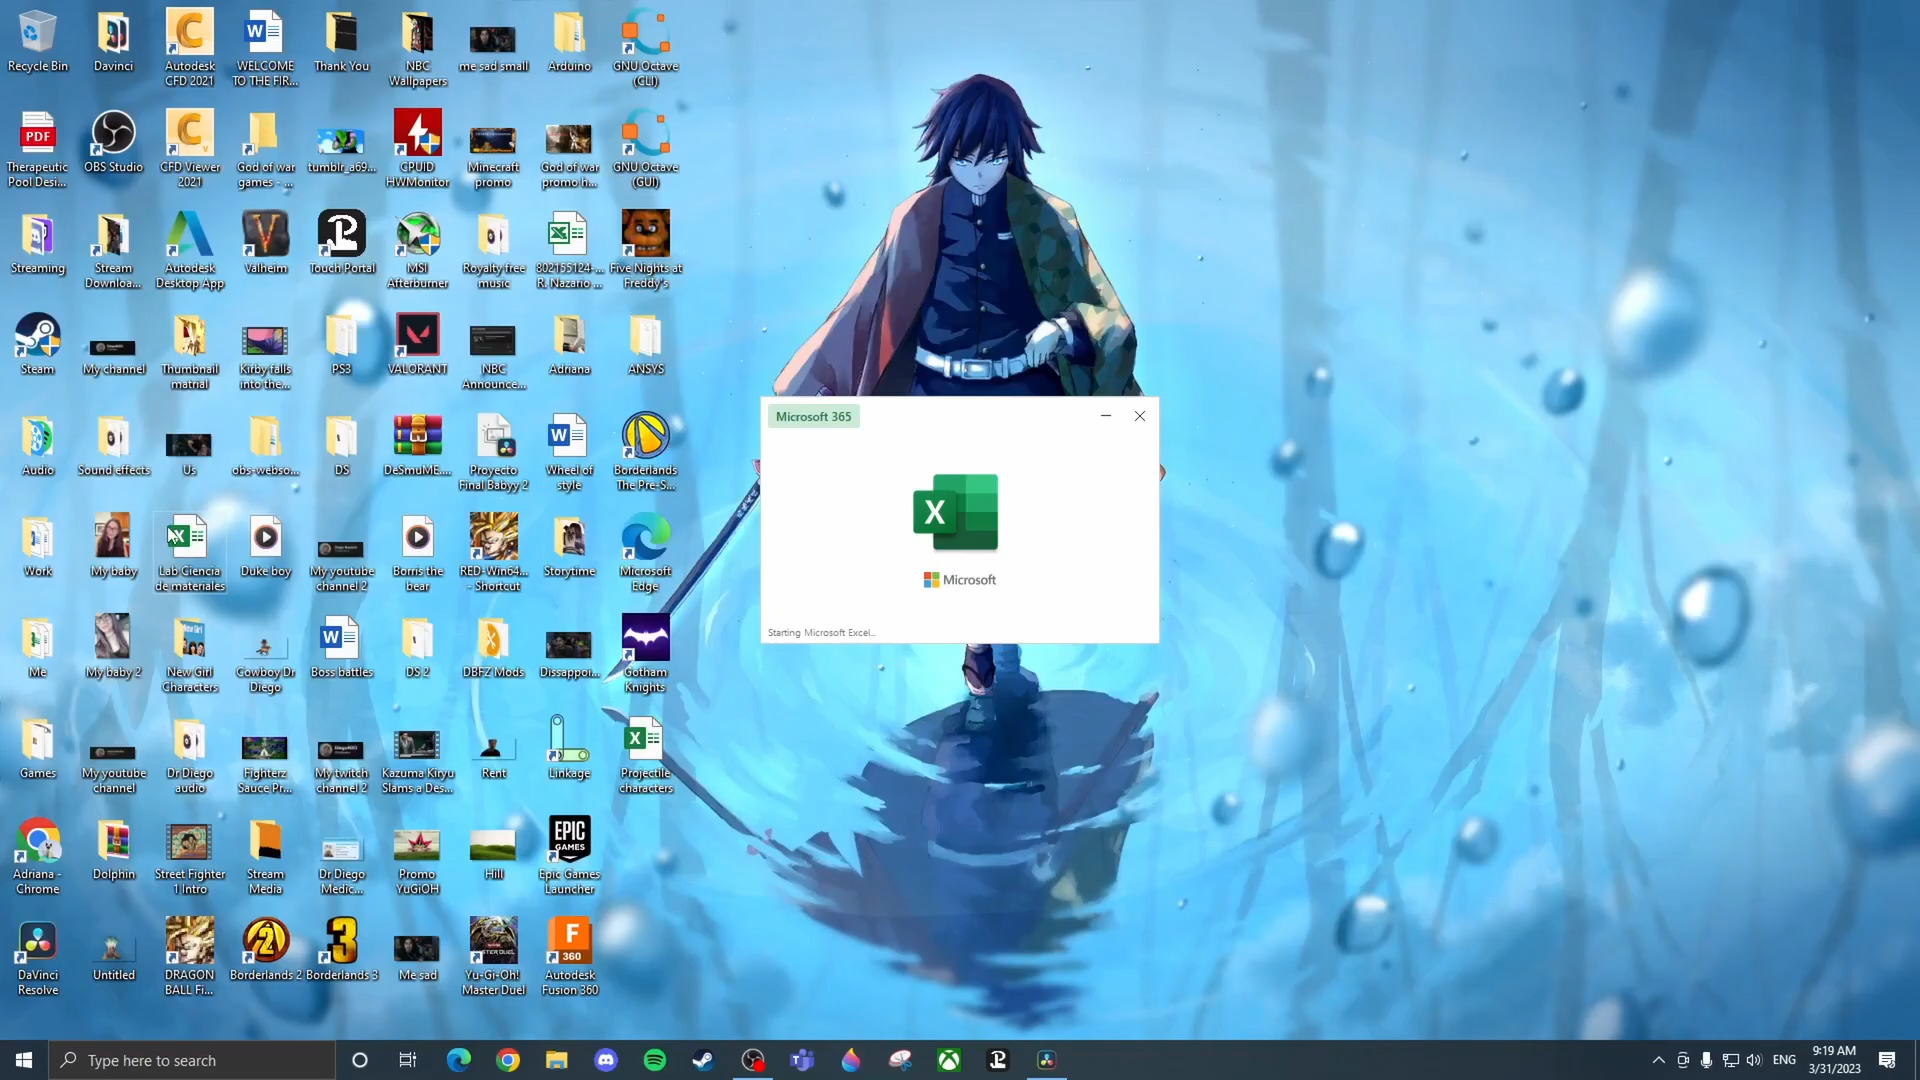 Recycle Bin
Davinci
Autodesk
CFD 2021
WELCOME
TO THE FIR...
Thank You
NBC
Wallpapers
me sad small
Arduino
GNU Octave
(CLI)
PDF
Therapeutic
Pool Desi...
OBS Studio
CFD Viewer
2021
God of war
games - ...
tumblr_a69...
CPUID
HWMonitor
Minecraft
promo
God of war
promo h...
GNU Octave
(GUI)
Streaming
Stream
Downloa...
Autodesk
Desktop App
Valheim
Touch Portal
MSI
Afterburner
Royalty free
music
802155124-...
R. Nazario ...
Five Nights at
Freddy's
Steam
My channel
Thumbnail
matrial
Kirby falls
into the...
PS3
VALORANT
NBC
Announce...
Adriana
ANSYS
Audio
Sound effects
Us
obs-webso...
DS
DeSmuME...
Proyecto
Final Babyy 2
Wheel of
style
Borderlands
The Pre-S...
Work
My baby
Lab Ciencia
de materiales
Duke boy
My youtube
channel 2
Borris the
bear
RED-Win64...
- Shortcut
Storytime
Microsoft
Edge
Me
My baby 2
New Girl
Characters
Cowboy Dr
Diego
Boss battles
DS 2
DBFZ Mods
Dissappoi...
Gotham
Knights
Games
My youtube
channel
Dr Diego
audio
Fighterz
Sauce Pr...
My twitch
channel 2
Kazuma Kiryu
Slams a Des...
Rent
Linkage
Projectile
characters
Adriana -
Chrome
Dolphin
Street Fighter
1 Intro
Stream
Media
Dr Diego
Medic...
Promo
YuGiOH
Hill
EPIC
GAMES
Epic Games
Launcher
DaVinci
Resolve
Untitled
DRAGON
BALL Fi...
Borderlands 2
Borderlands 3
Me sad
Yu-Gi-Oh!
Master Duel
F
360
Autodesk
Fusion 360
Microsoft 365
X
Microsoft
Starting Microsoft Excel...
Type here to search
ENG
9:19 AM
3/31/2023